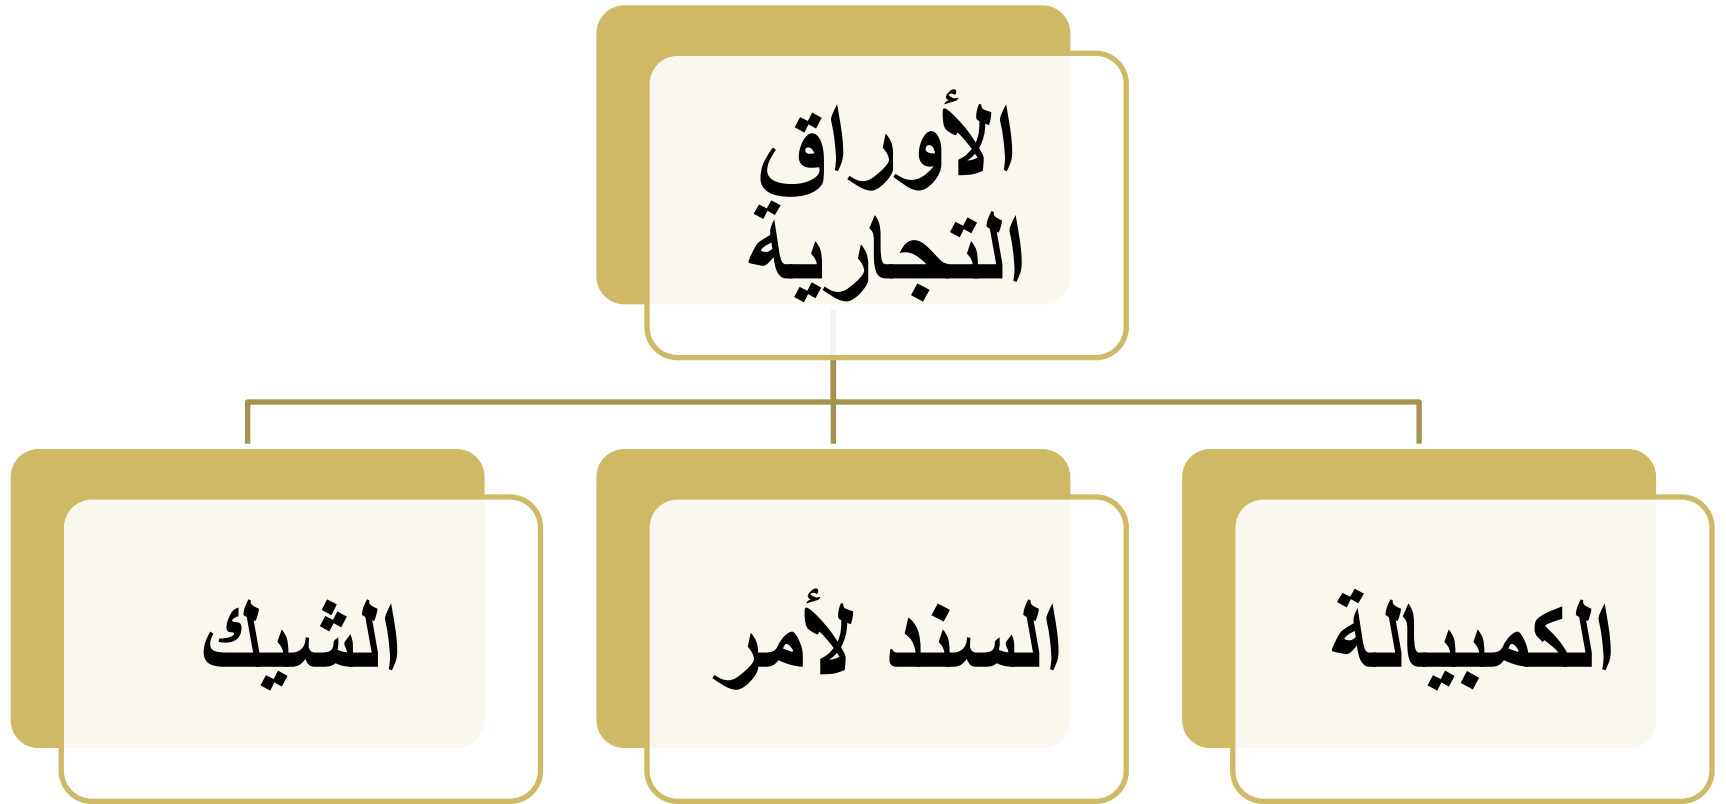 الأوراق
التجارية
الكمبيالة
السند لأمر
الشيك